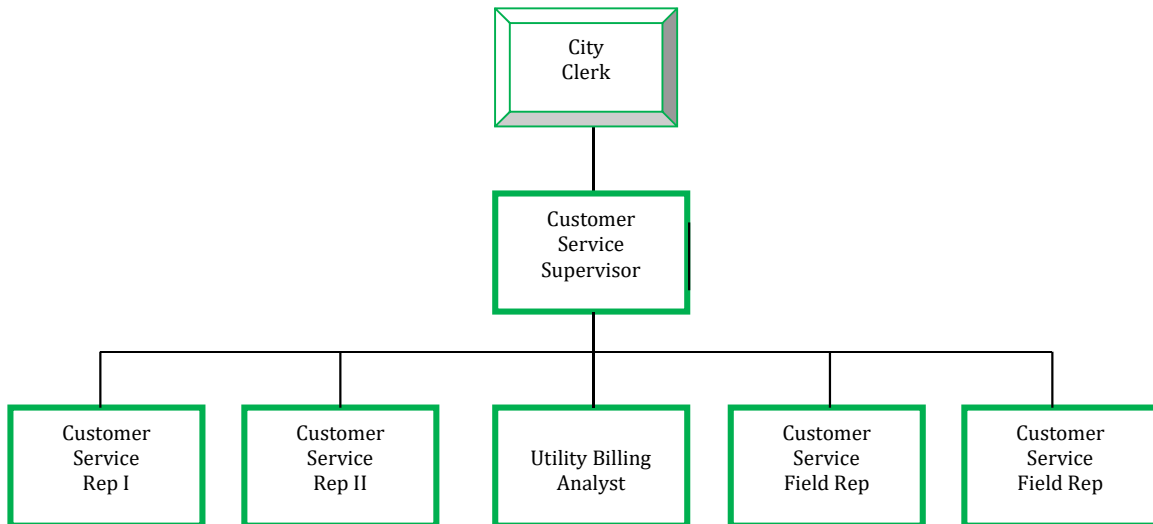 City
Clerk
Customer
Service
Supervisor
Customer
Service
Rep I
Customer
Service
Rep II
Utility Billing
Analyst
Customer
Service
Field Rep
Customer
Service
Field Rep